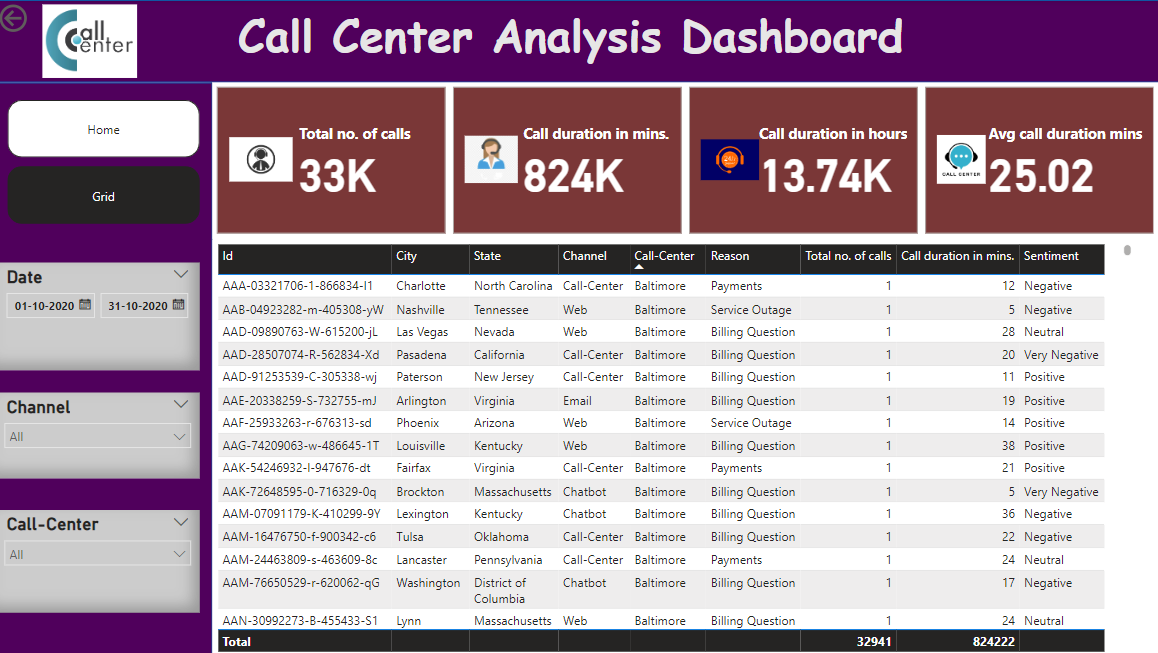 Call Center
Call Center Analysis Dashboard
Home
Grid
Date
01-10-2020 31-10-2020
Channel
All
Call-Center
All
Total no. of calls
33K
Call duration in mins.
824K
Call duration in hours
13.74K
CALL CENTER
Avg call duration mins
25.02
Id City State Channel Call-Center Reason Total no. of calls Call duration in mins. Sentiment
AAA-03321706-1-866834-I1 Charlotte North Carolina Call-Center Baltimore Payments 1 12 Negative
AAB-04923282-m-405308-yW Nashville Tennessee Web Baltimore Service Outage 1 5 Negative
AAD-09890763-W-615200-jL Las Vegas Nevada Web Baltimore Billing Question 1 28 Neutral
AAD-28507074-R-562834-Xd Pasadena California Call-Center Baltimore Billing Question 1 20 Very Negative
AAD-91253539-C-305338-wj Paterson New Jersey Call-Center Baltimore Billing Question 1 11 Positive
AAE-20338259-S-732755-mJ Arlington Virginia Email Baltimore Billing Question 1 19 Positive
AAF-25933263-r-676313-sd Phoenix Arizona Web Baltimore Service Outage 1 14 Positive
AAG-74209063-w-486645-1T Louisville Kentucky Web Baltimore Billing Question 1 38 Positive
AAK-54246932-I-947676-dt Fairfax Virginia Call-Center Baltimore Payments 1 21 Positive
AAK-72648595-0-716329-0q Brockton Massachusetts Chatbot Baltimore Billing Question 1 5 Very Negative
AAM-07091179-K-410299-9Y Lexington Kentucky Chatbot Baltimore Billing Question 1 36 Negative
AAM-16476750-f-900342-c6 Tulsa Oklahoma Call-Center Baltimore Billing Question 1 22 Negative
AAM-24463809-s-463609-8c Lancaster Pennsylvania Call-Center Baltimore Payments 1 24 Neutral
AAM-76650529-r-620062-qG Washington District of Chatbot Baltimore Billing Question 1 17 Negative
Columbia
AAN-30992273-B-455433-S1 Lynn Massachusetts Web Baltimore Billing Question 1 24 Neutral
Total 32941 824222